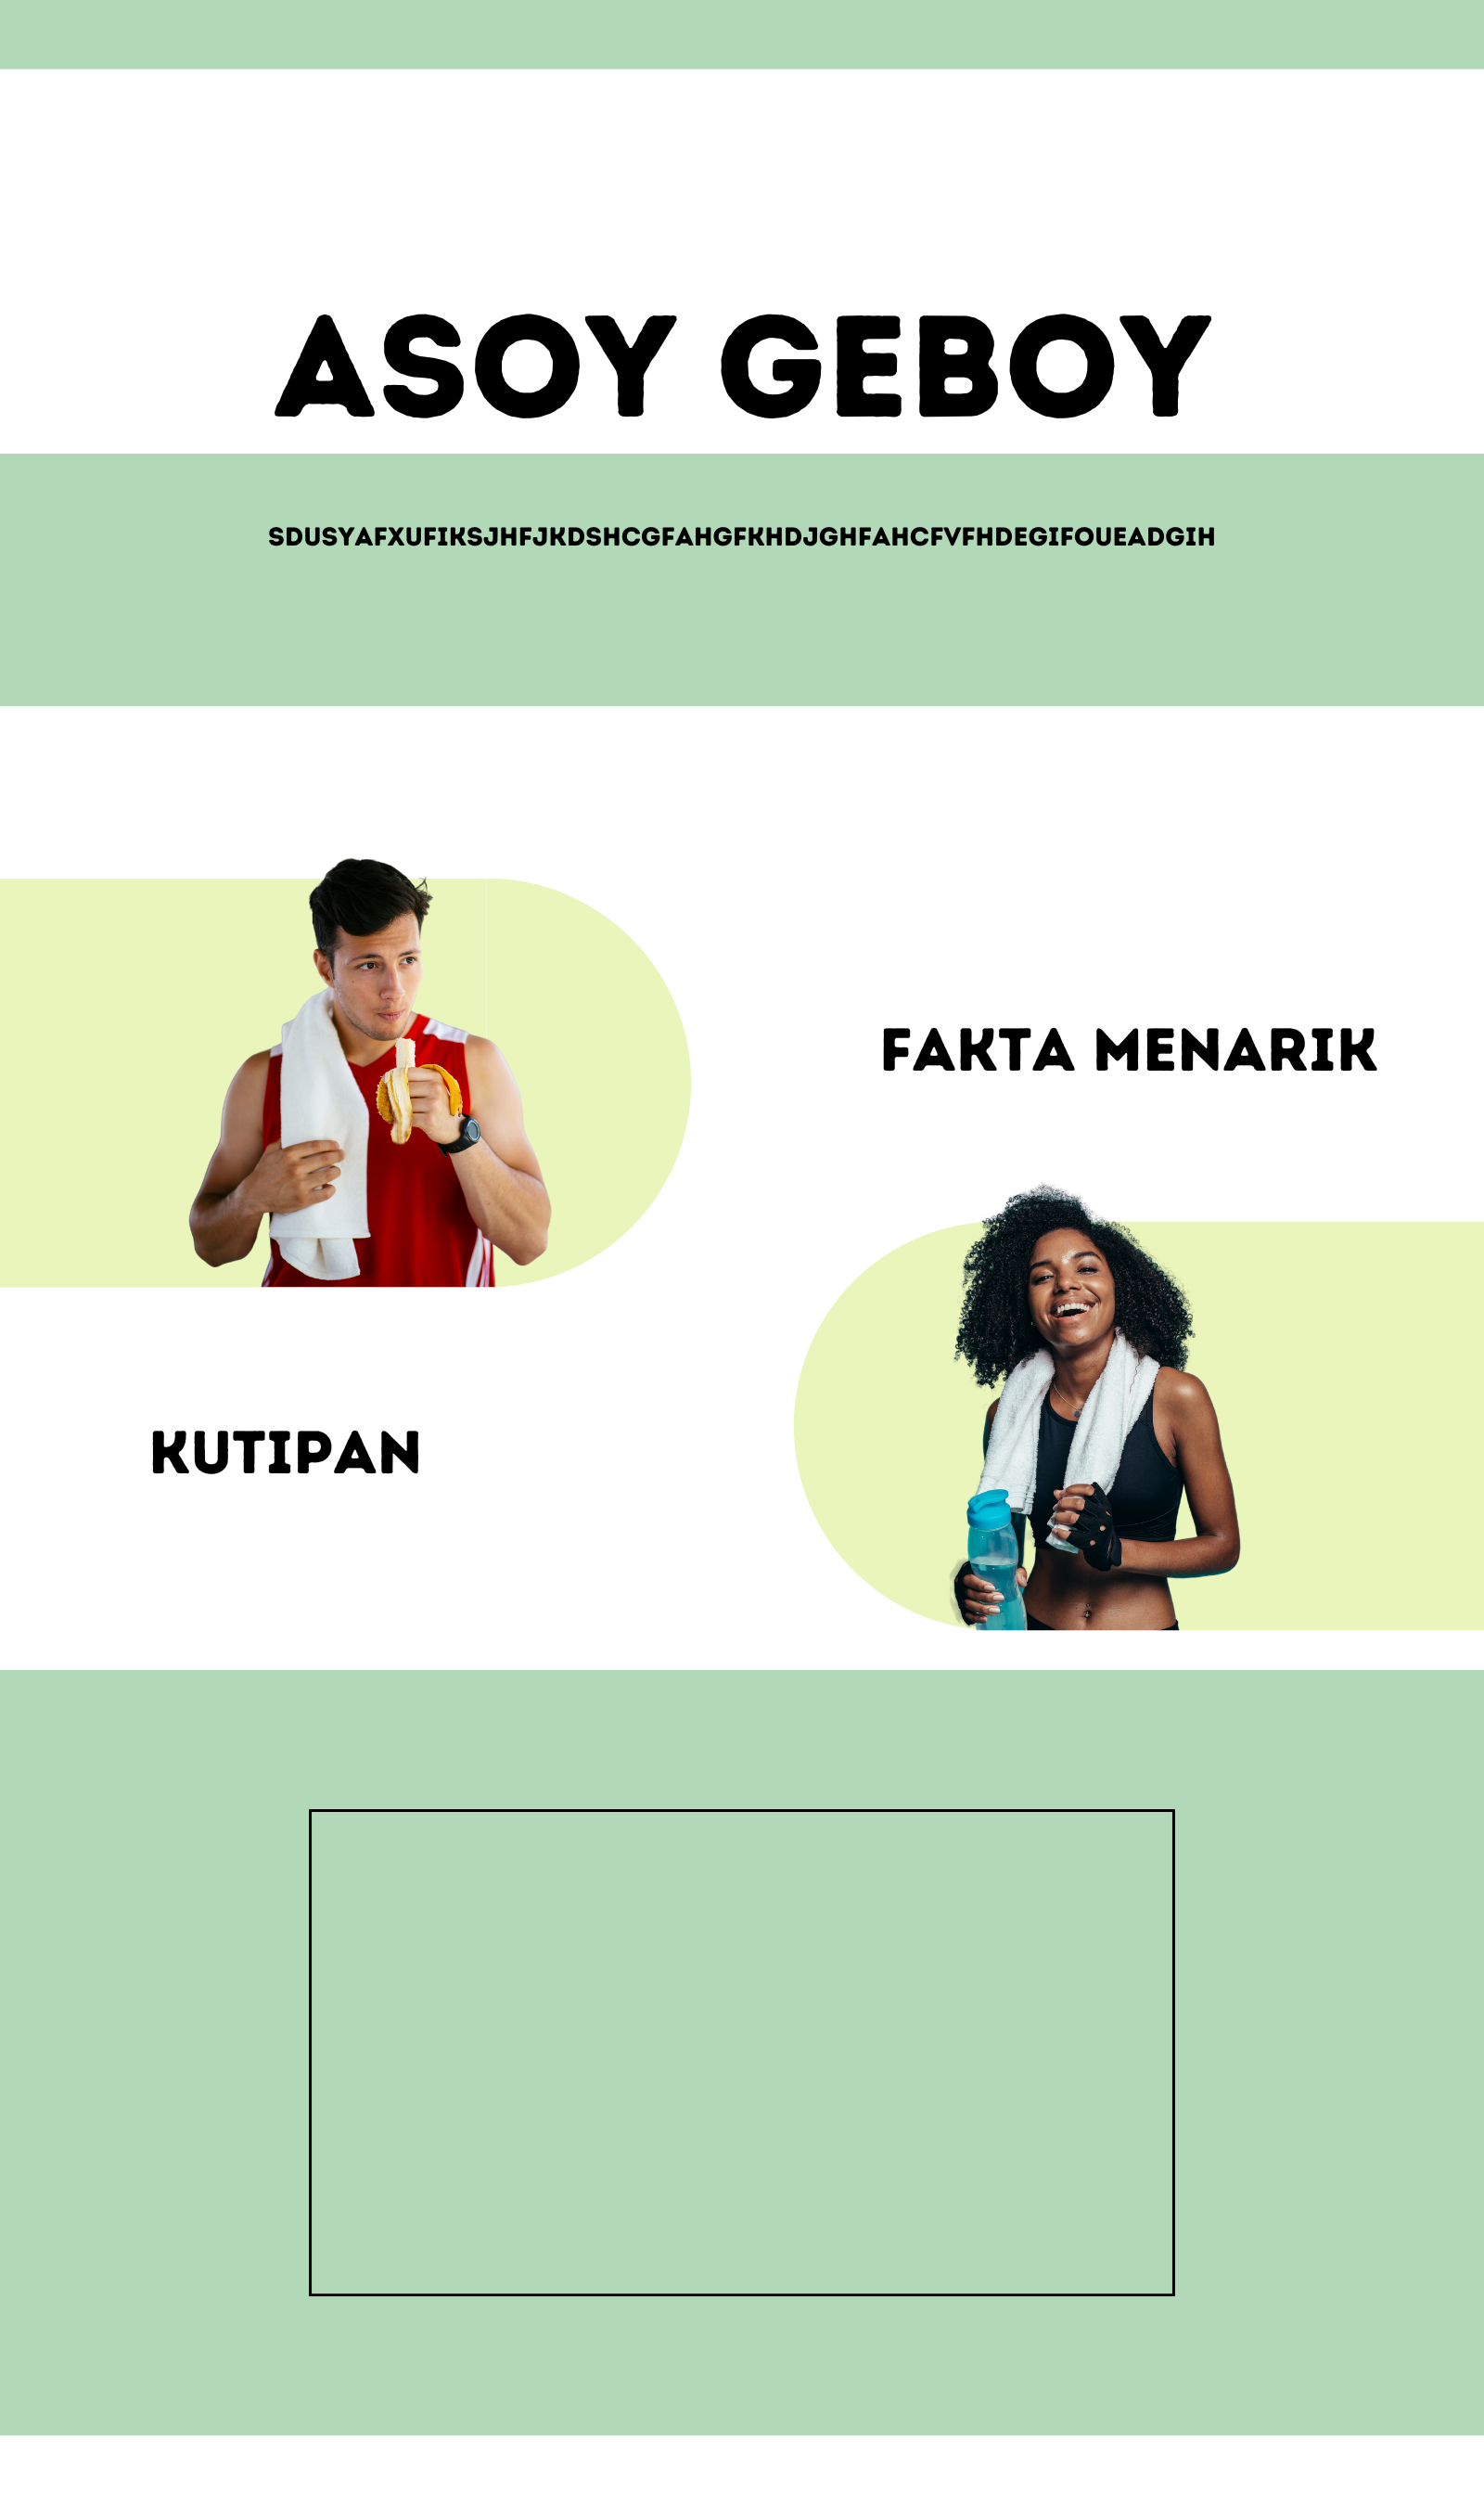 ASOY GEBOY
SDUSYAFXUFIKSJHFJKDSHCGFAHGFKHDJGHFAHCFVFHDEGIFOUEADGIH
FAKTA MENARIK
KUTIPAN